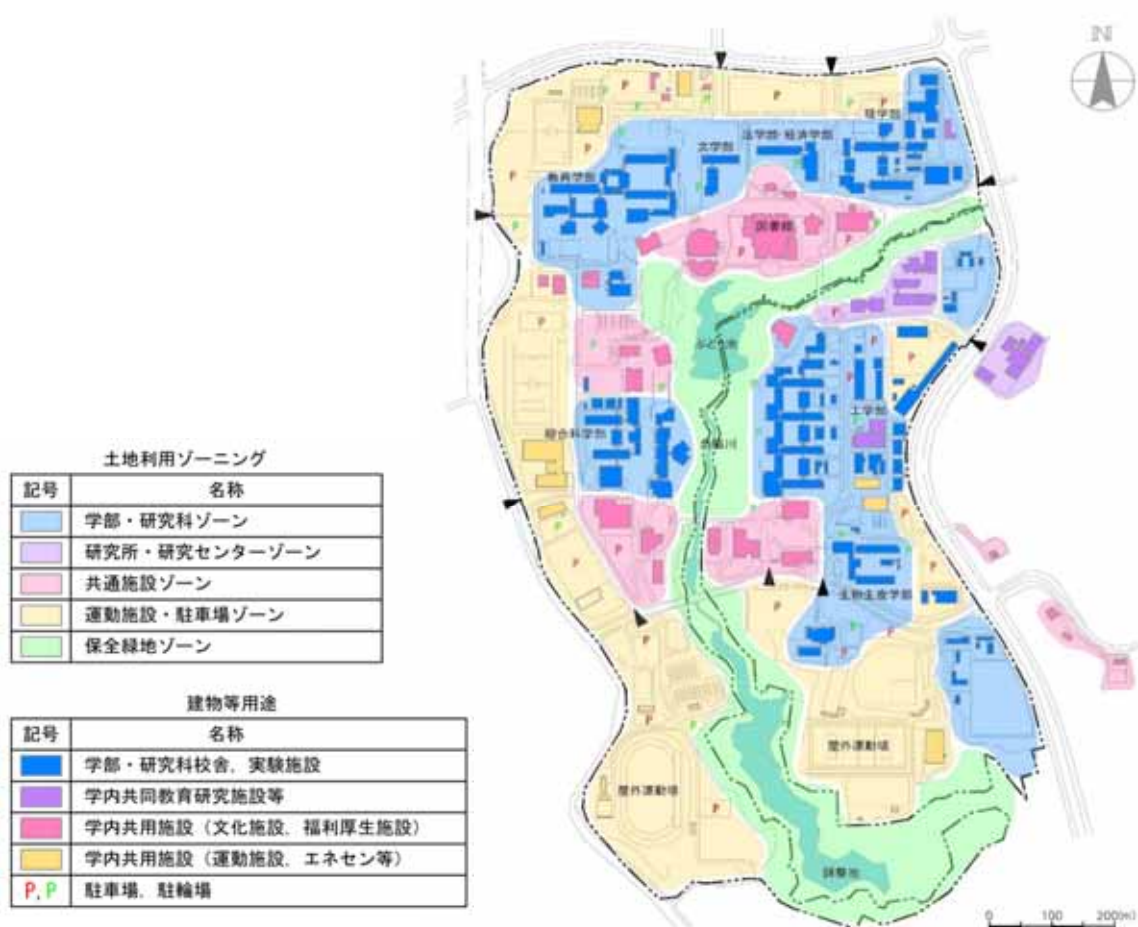 N
理学部
法学部・経済学部
文学部
教育学部
図書館
ぶどう池
工学部
総合科学部
生物生産学部
屋外運動場
屋外運動場
調整池
0 100 200(m)
土地利用ゾーニング
記号 名称
学部・研究科ゾーン
研究所・研究センターゾーン
共通施設ゾーン
運動施設・駐車場ゾーン
保全緑地ゾーン
建物等用途
記号 名称
学部・研究科校舎，実験施設
学内共同教育研究施設等
学内共用施設（文化施設，福利厚生施設）
学内共用施設（運動施設，エネセン等）
P,P 駐車場，駐輪場